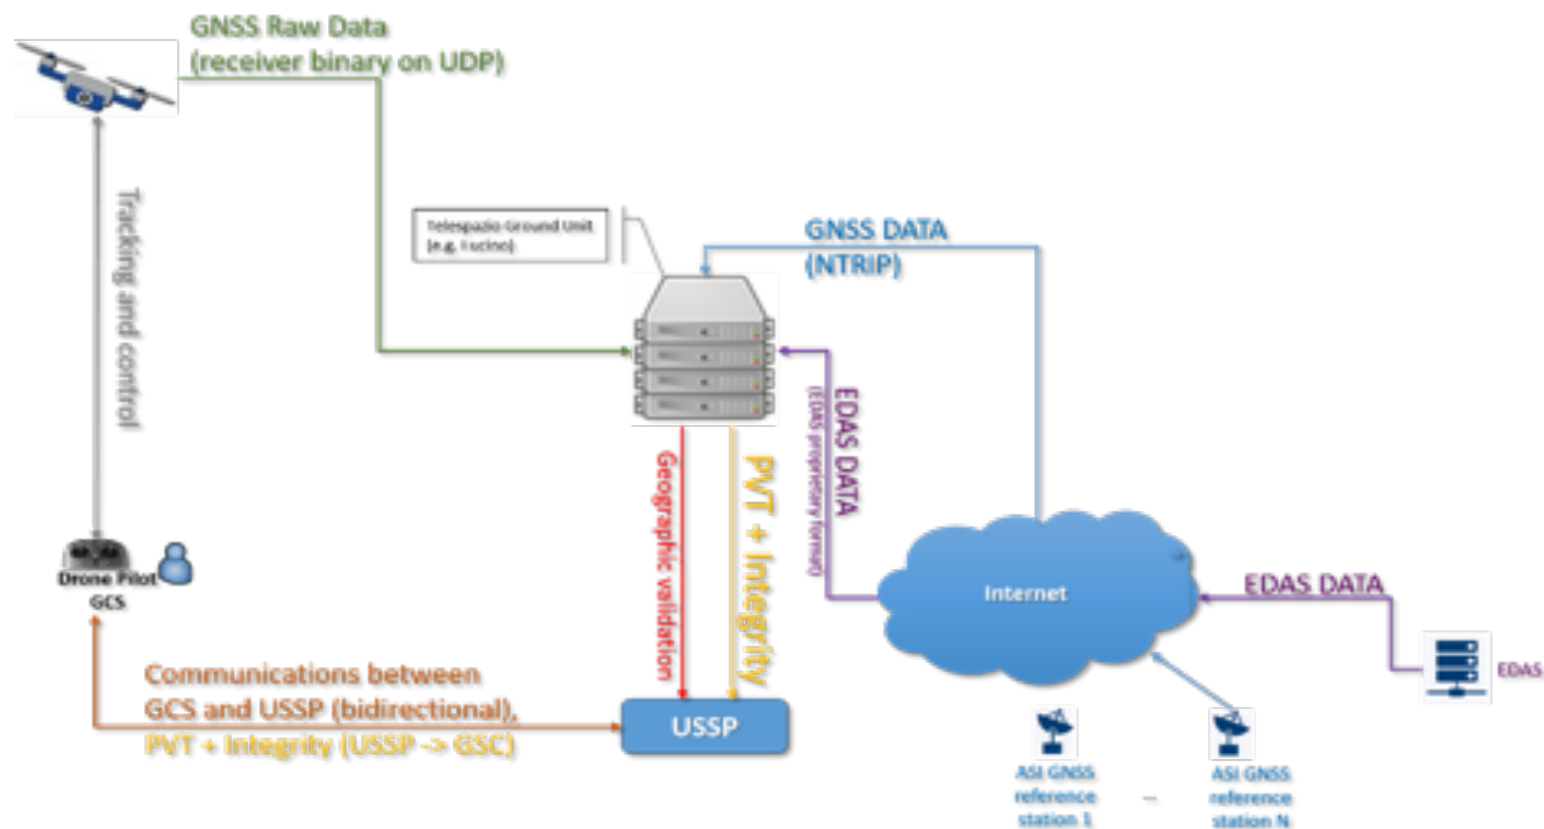 GNSS Raw Data
(receiver binary on UDP)
Tracking and control
Telespazio Ground Unit
(e.g. Fucino)
GNSS DATA
(NTRIP)
EDAS DATA
(EDAS proprietary format)
Geographic validation
PVT + Integrity
Internet
EDAS DATA
EDAS
Drone Pilot
GCS
Communications between
GCS and USSP (bidirectional),
PVT + Integrity (USSP -> GSC)
USSP
ASI GNSS
reference
station 1
...
ASI GNSS
reference
station N